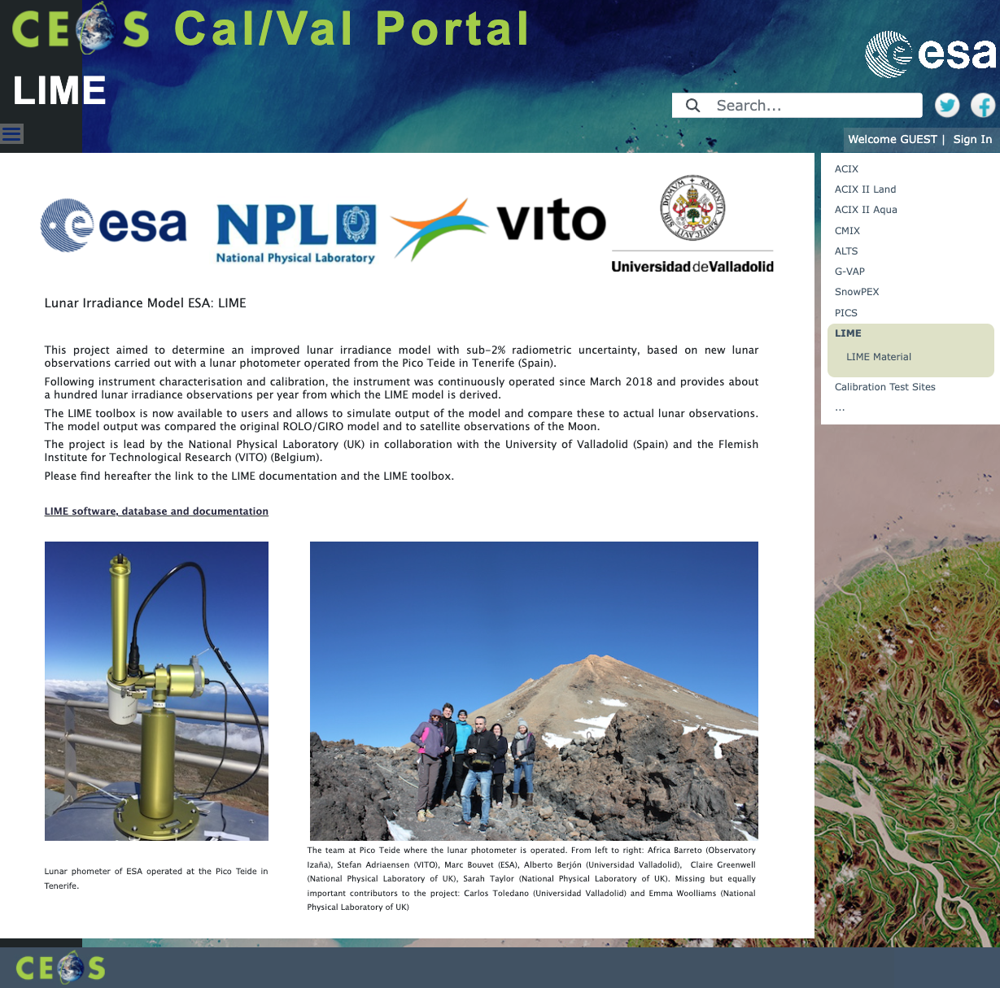 CEOS Cal/Val Portal
esa
LIME
Search...
Welcome GUEST | Sign In
esa
NPL
National Physical Laboratory
vito
Universidad de Valladolid
ACIX
ACIX II Land
ACIX II Aqua
CMIX
ALTS
G-VAP
SnowPEX
PICS
LIME
LIME Material
Calibration Test Sites
...
Lunar Irradiance Model ESA: LIME
This project aimed to determine an improved lunar irradiance model with sub-2% radiometric uncertainty, based on new lunar
observations carried out with a lunar photometer operated from the Pico Teide in Tenerife (Spain).
Following instrument characterisation and calibration, the instrument was continuously operated since March 2018 and provides about
a hundred lunar irradiance observations per year from which the LIME model is derived.
The LIME toolbox is now available to users and allows to simulate output of the model and compare these to actual lunar observations.
The model output was compared the original ROLO/GIRO model and to satellite observations of the Moon.
The project is lead by the National Physical Laboratory (UK) in collaboration with the University of Valladolid (Spain) and the Flemish
Institute for Technological Research (VITO) (Belgium).
Please find hereafter the link to the LIME documentation and the LIME toolbox.
LIME software, database and documentation
Lunar phometer of ESA operated at the Pico Teide in
Tenerife.
The team at Pico Teide where the lunar photometer is operated. From left to right: Africa Barreto (Observatory
Izaña), Stefan Adriaensen (VITO), Marc Bouvet (ESA), Alberto Berjón (Universidad Valladolid), Claire Greenwell
(National Physical Laboratory of UK), Sarah Taylor (National Physical Laboratory of UK). Missing but equally
important contributors to the project: Carlos Toledano (Universidad Valladolid) and Emma Woolliams (National
Physical Laboratory of UK)
CEOS